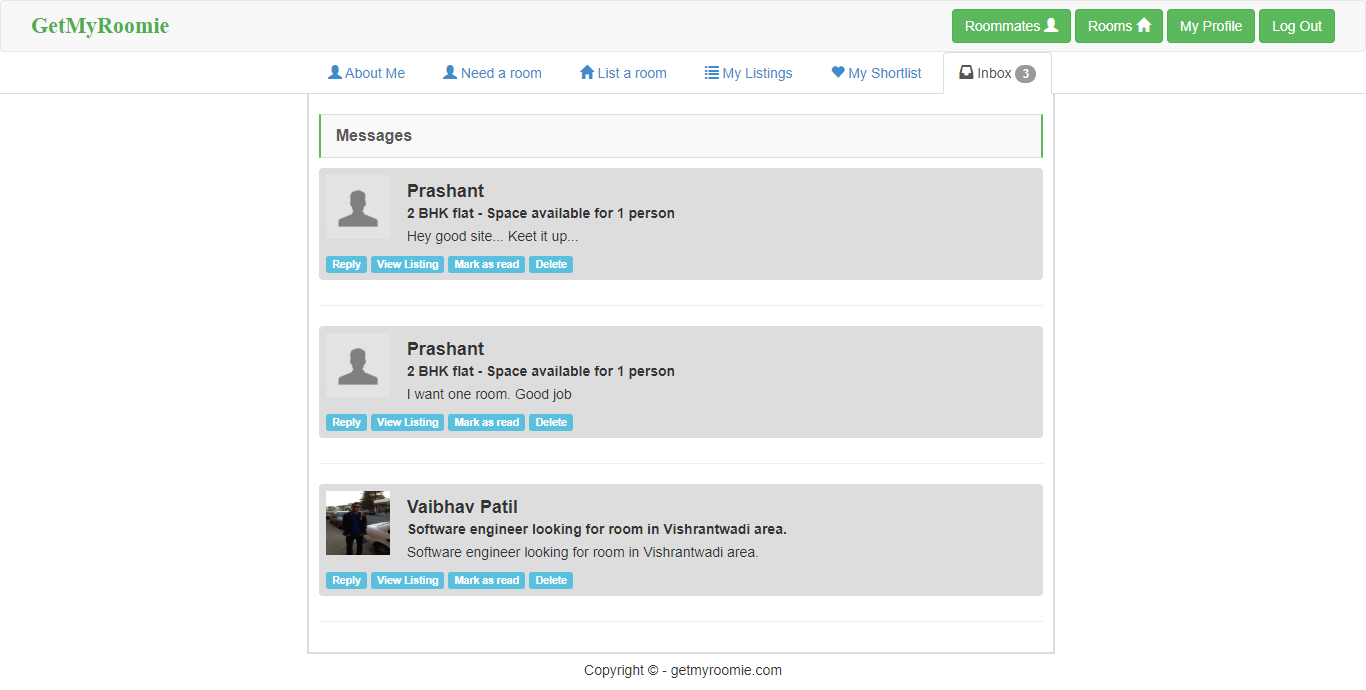 GetMyRoomie
Roommates Rooms My Profile Log Out
About Me Need a room List a room My Listings My Shortlist Inbox 3
Messages
Prashant
2 BHK flat - Space available for 1 person
Hey good site... Keet it up...
Reply View Listing Mark as read Delete
Prashant
2 BHK flat - Space available for 1 person
I want one room. Good job
Reply View Listing Mark as read Delete
Vaibhav Patil
Software engineer looking for room in Vishrantwadi area.
Software engineer looking for room in Vishrantwadi area.
Reply View Listing Mark as read Delete
Copyright © - getmyroomie.com